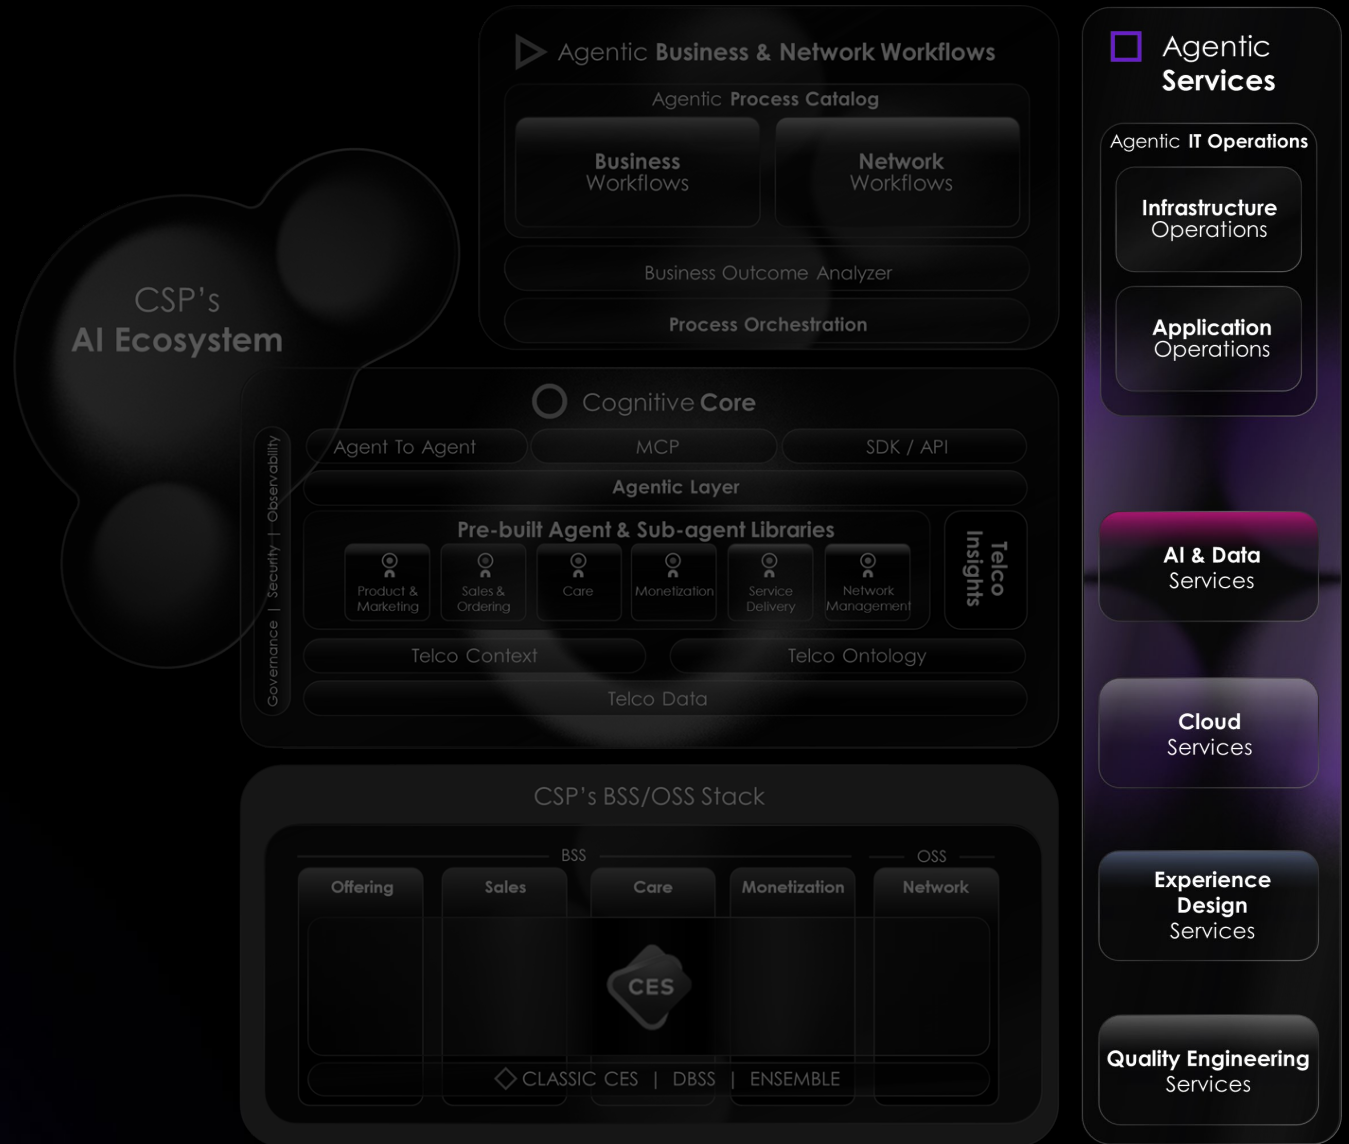 Agentic Business & Network Workflows
Agentic Process Catalog
Business
Workflows
Network
Workflows
Business Outcome Analyzer
Process Orchestration
CSP's
AI Ecosystem
Cognitive Core
Governance | Security | Observability
Agent To Agent
MCP
SDK / API
Agentic Layer
Pre-built Agent & Sub-agent Libraries
Product &
Marketing
Sales &
Ordering
Care
Monetization
Service
Delivery
Network
Management
Telco
Insights
Telco Context
Telco Ontology
Telco Data
CSP's BSS/OSS Stack
BSS
OSS
Offering
Sales
Care
Monetization
Network
CES
CLASSIC CES | DBSS | ENSEMBLE
Agentic
Services
Agentic IT Operations
Infrastructure
Operations
Application
Operations
AI & Data
Services
Cloud
Services
Experience
Design
Services
Quality Engineering
Services